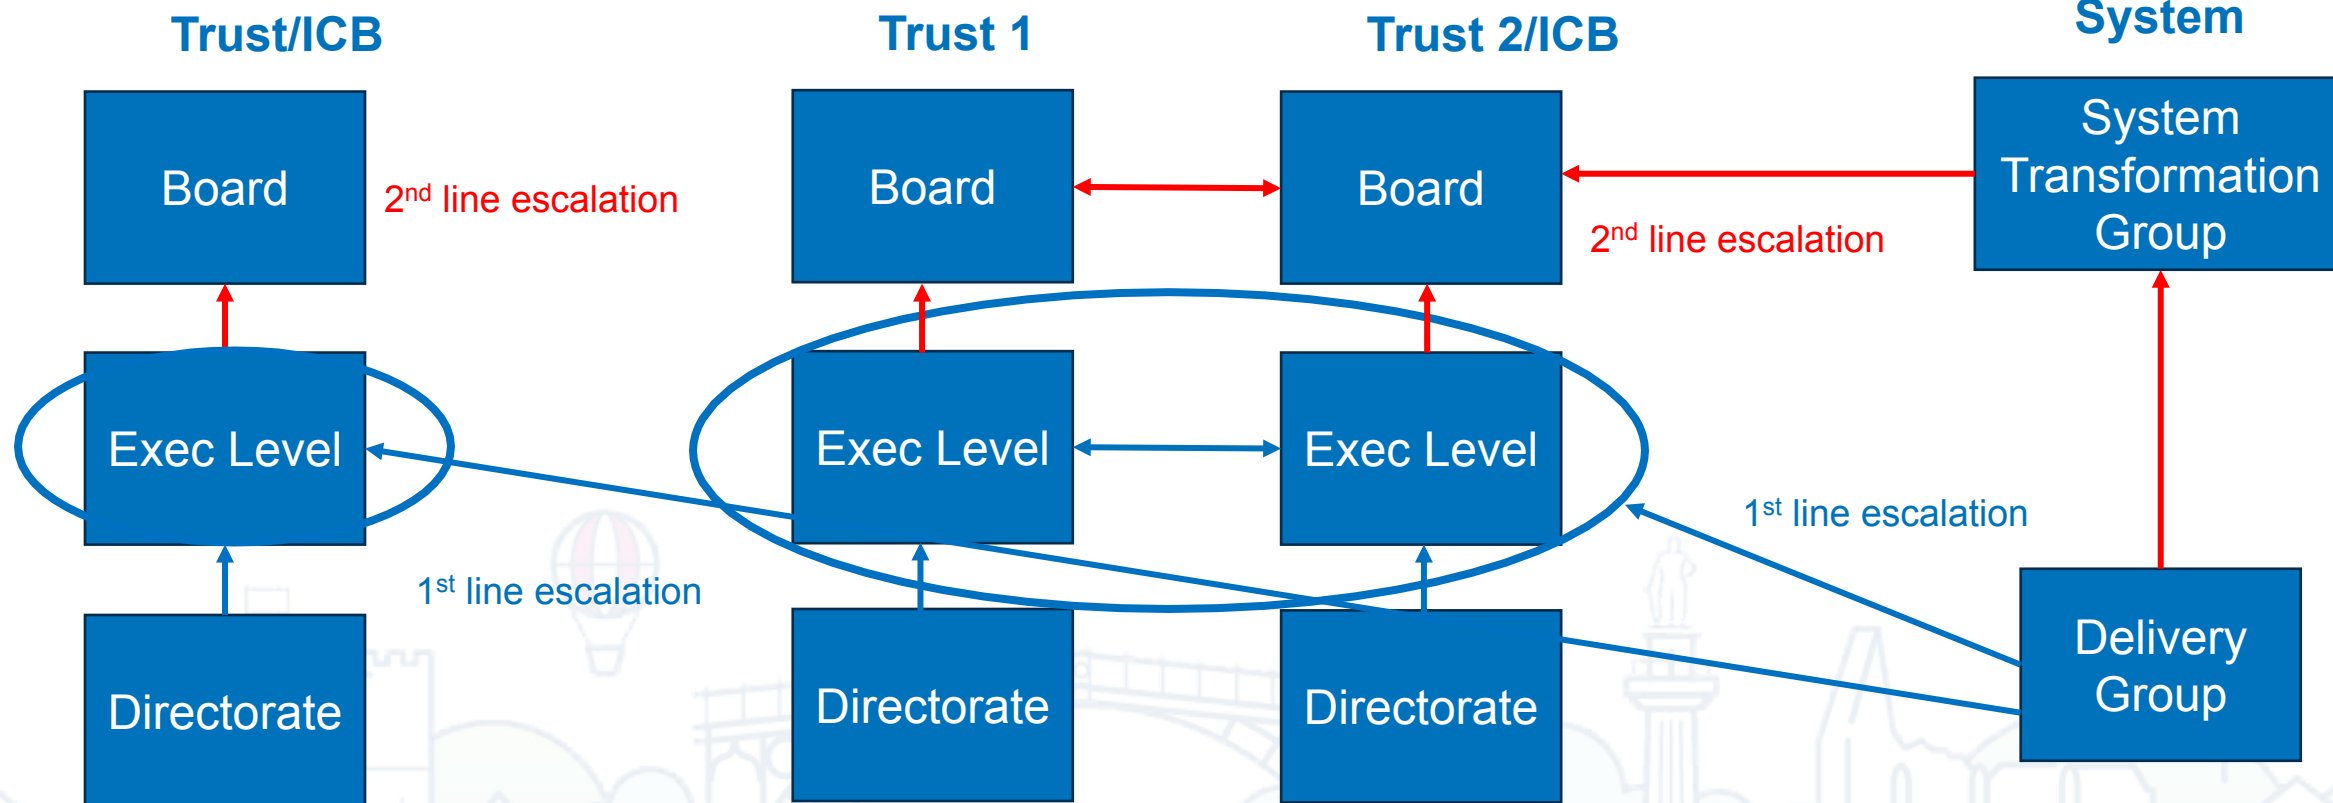 Trust/ICB
Trust 1
Trust 2/ICB
System
Board
2nd line escalation
Board
Board
2nd line escalation
System
Transformation
Group
Exec Level
Exec Level
Exec Level
1st line escalation
1st line escalation
Directorate
Directorate
Directorate
Delivery
Group